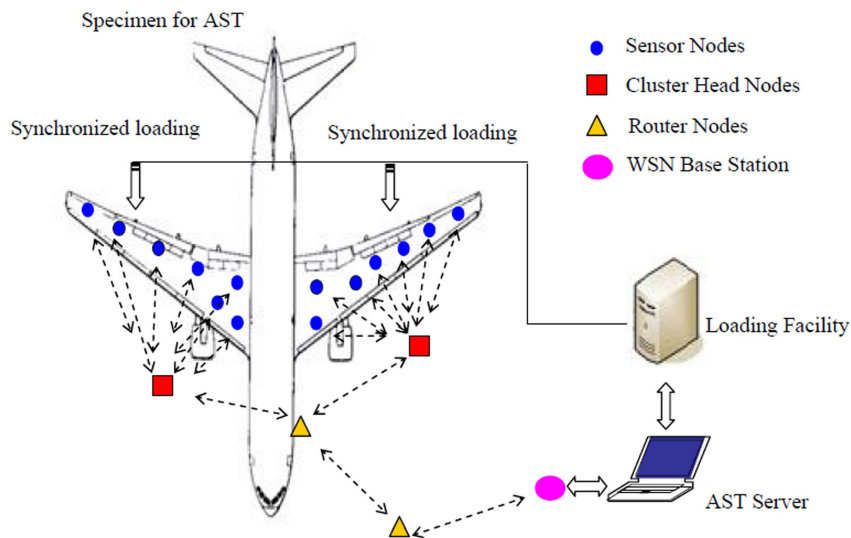 Specimen for AST
Sensor Nodes
Cluster Head Nodes
Synchronized loading
Synchronized loading
Router Nodes
WSN Base Station
Loading Facility
AST Server